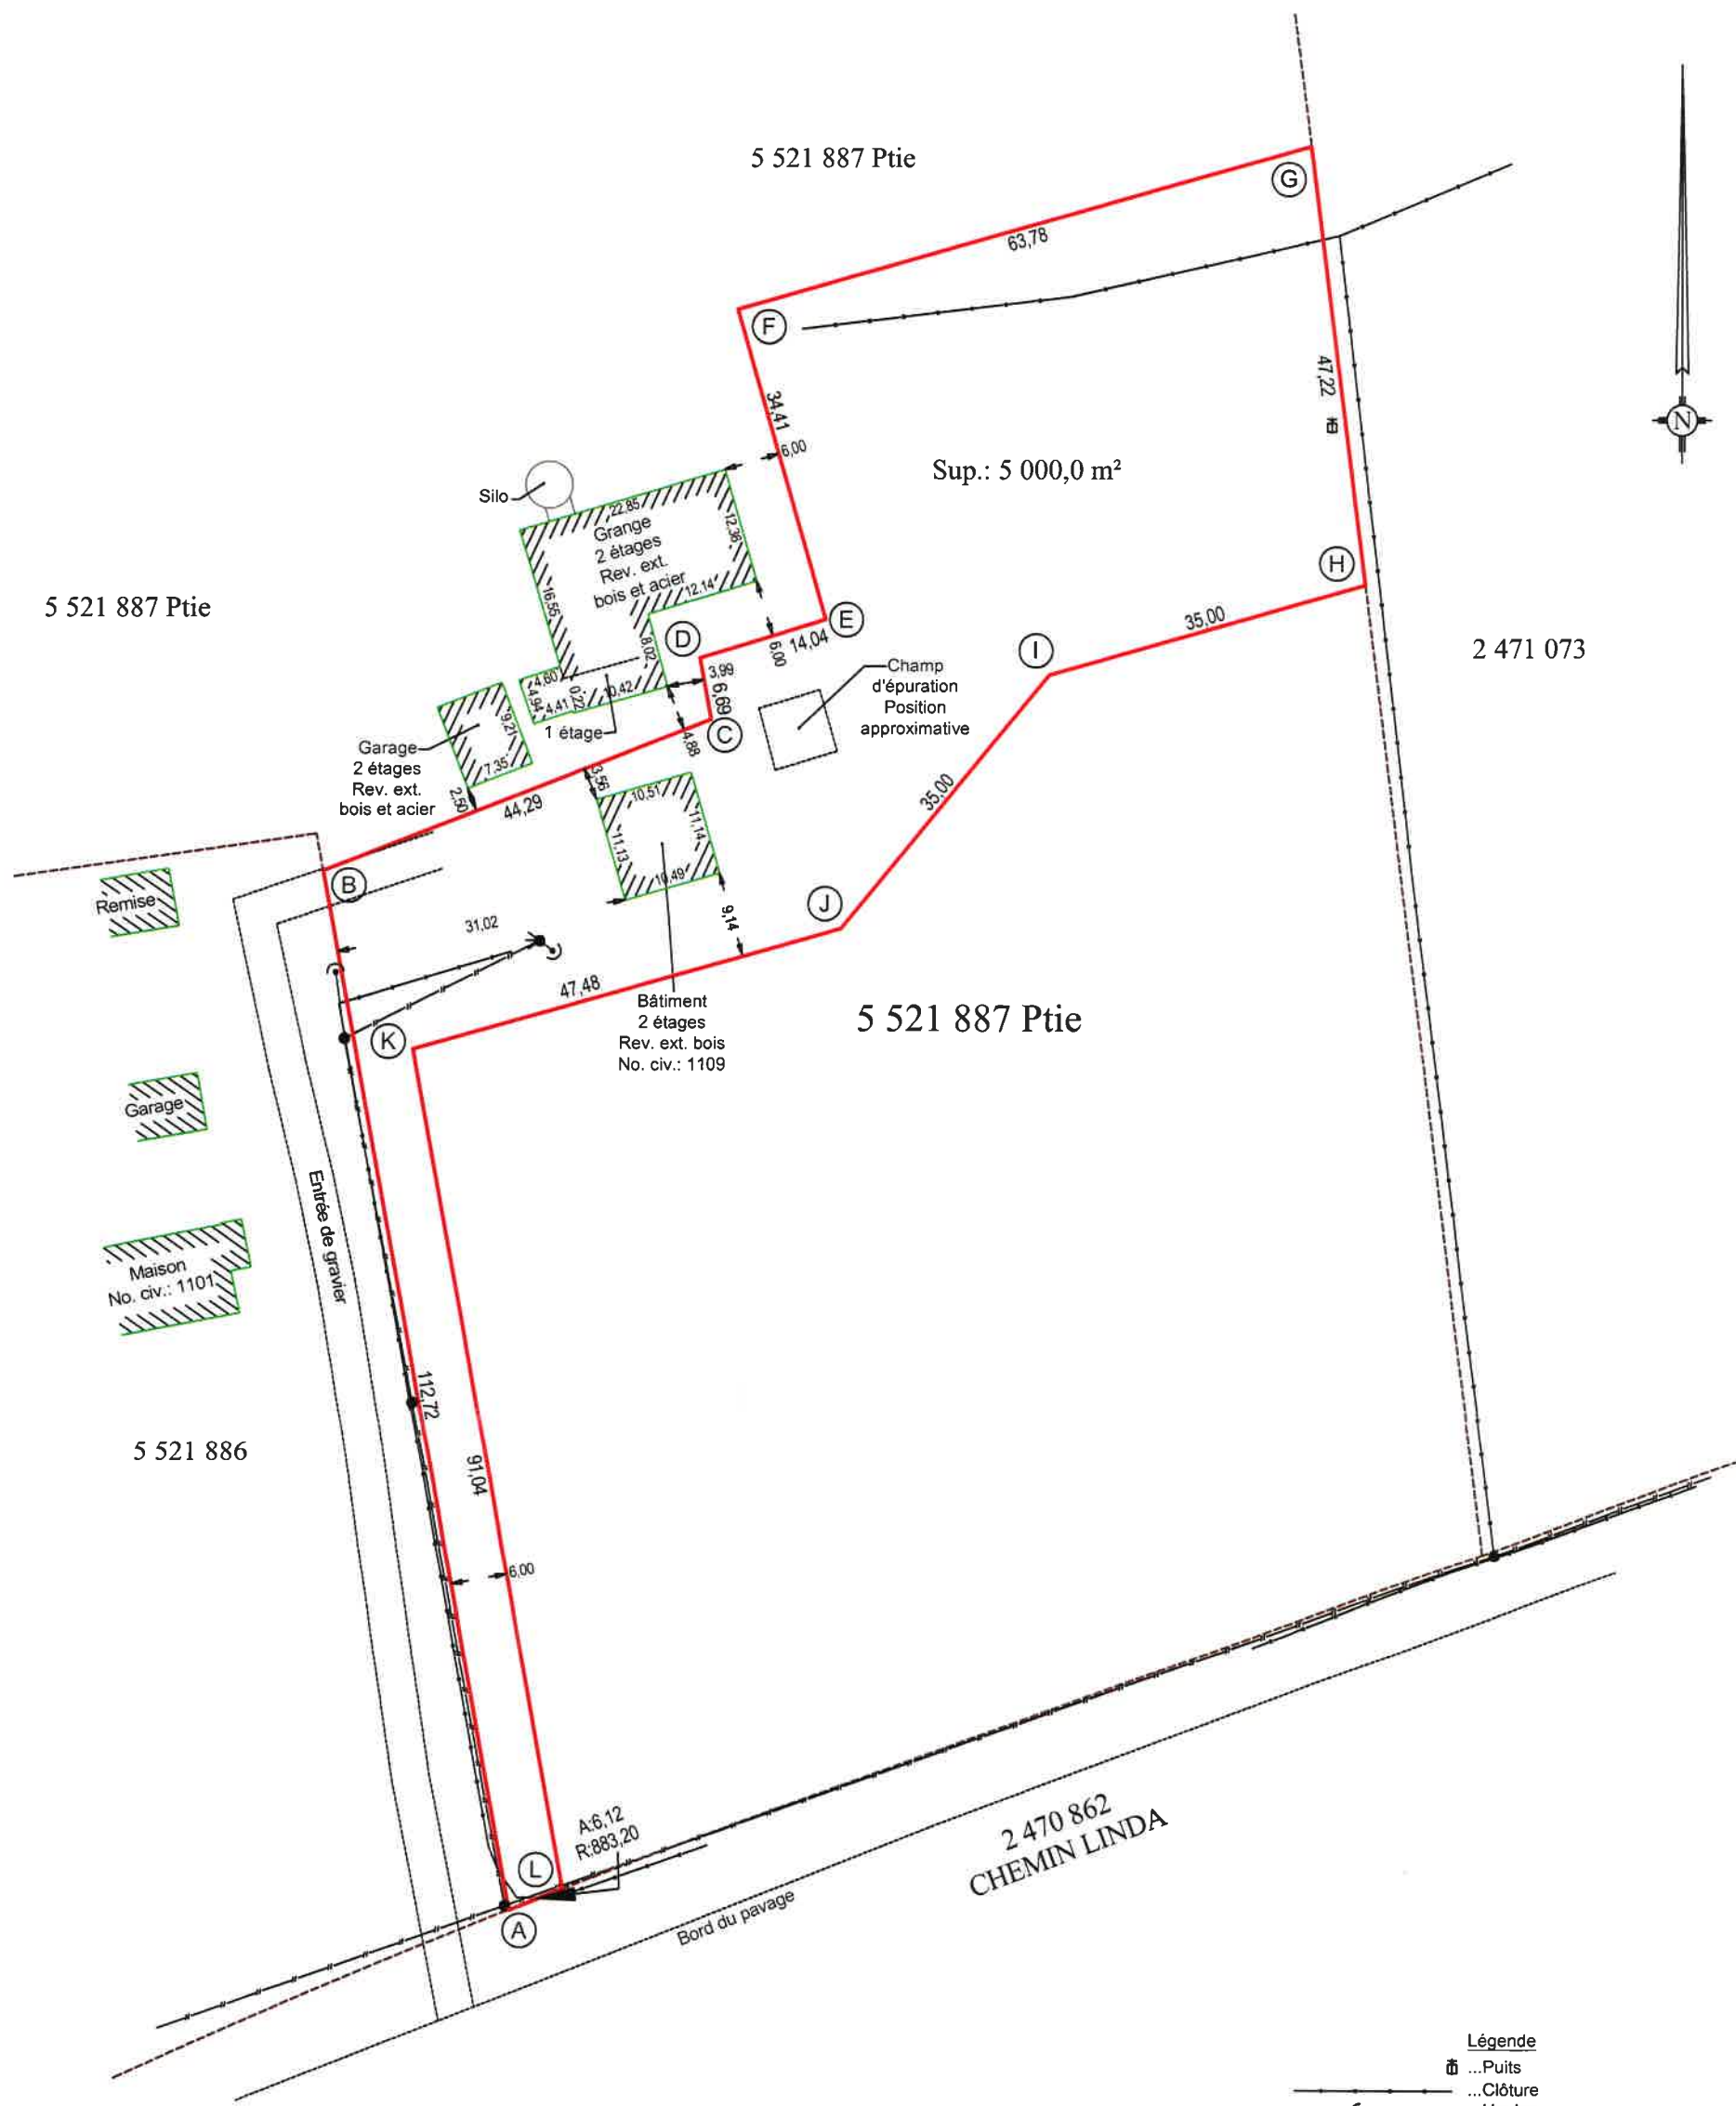 5 521 887 Ptie
G
63,78
F
34,41
47,22
6,00
Sup.: 5 000,0 m²
N
Silo
22,85
Grange
2 étages
Rev. ext.
bois et acier
12,36
16,55
12,14
H
5 521 887 Ptie
D
8,02
E
14,04
6,00
35,00
I
2 471 073
3,99
6,69
Champ
d'épuration
Position
approximative
4,60
4,94
4,41
0,22
10,42
1 étage
C
4,88
Garage
2 étages
Rev. ext.
bois et acier
9,21
7,35
2,50
44,29
3,56
10,51
11,14
11,13
10,49
35,00
B
Remise
J
9,14
31,02
47,48
K
Bâtiment
2 étages
Rev. ext. bois
No. civ.: 1109
5 521 887 Ptie
Garage
Entrée de gravier
Maison
No. civ.: 1101
112,72
91,04
5 521 886
6,00
A:6,12
R:883,20
L
A
2 470 862
CHEMIN LINDA
Bord du pavage
Légende
...Puits
...Clôture